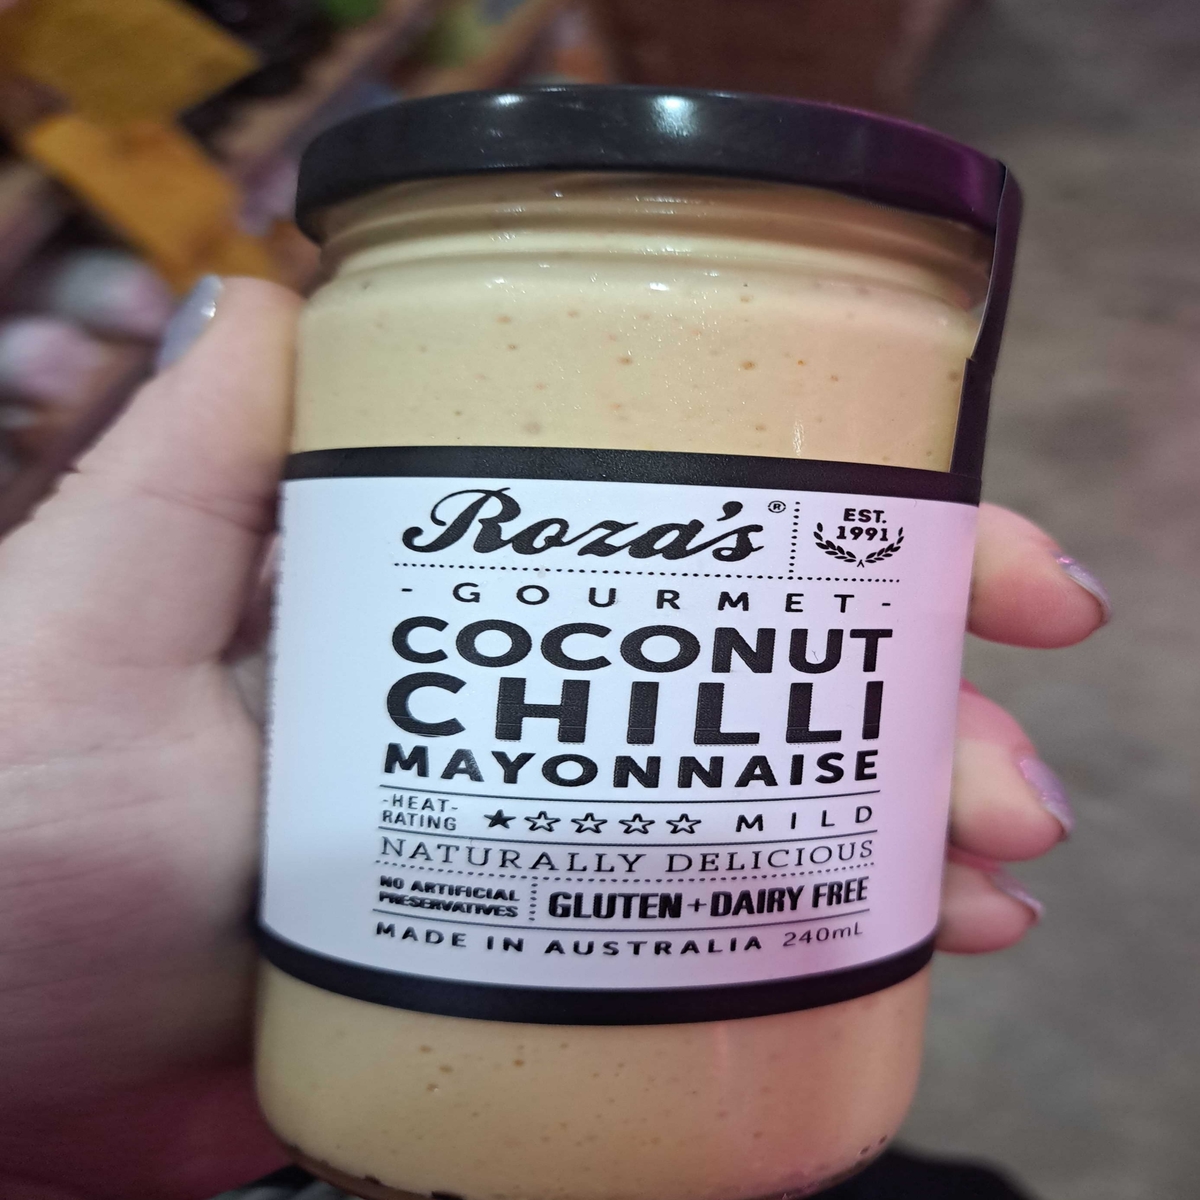 Roza's®
EST.
1991
- GOURMET -
COCONUT
CHILLI
MAYONNAISE
-HEAT-
RATING
★☆☆☆☆ MILD
NATURALLY DELICIOUS
NO ARTIFICIAL
PRESERVATIVES
GLUTEN+DAIRY FREE
MADE IN AUSTRALIA 240mL